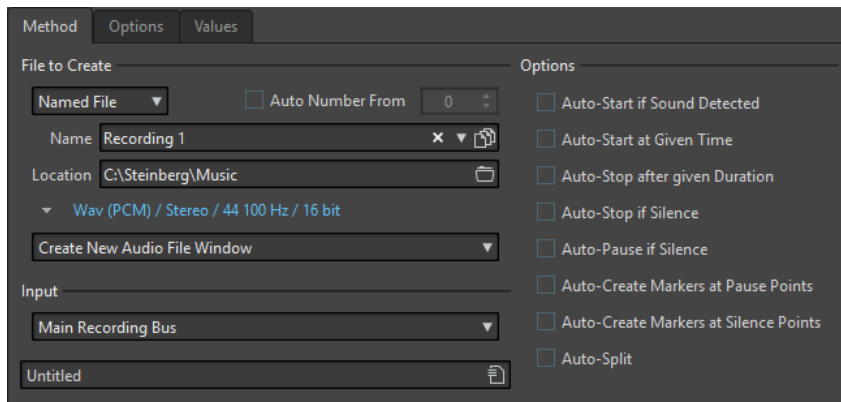 Method
Options
Values
File to Create
Named File
Auto Number From
0
Name
Recording 1
Location
C:\Steinberg\Music
Wav (PCM) / Stereo / 44 100 Hz / 16 bit
Create New Audio File Window
Input
Main Recording Bus
Untitled
Options
Auto-Start if Sound Detected
Auto-Start at Given Time
Auto-Stop after given Duration
Auto-Stop if Silence
Auto-Pause if Silence
Auto-Create Markers at Pause Points
Auto-Create Markers at Silence Points
Auto-Split